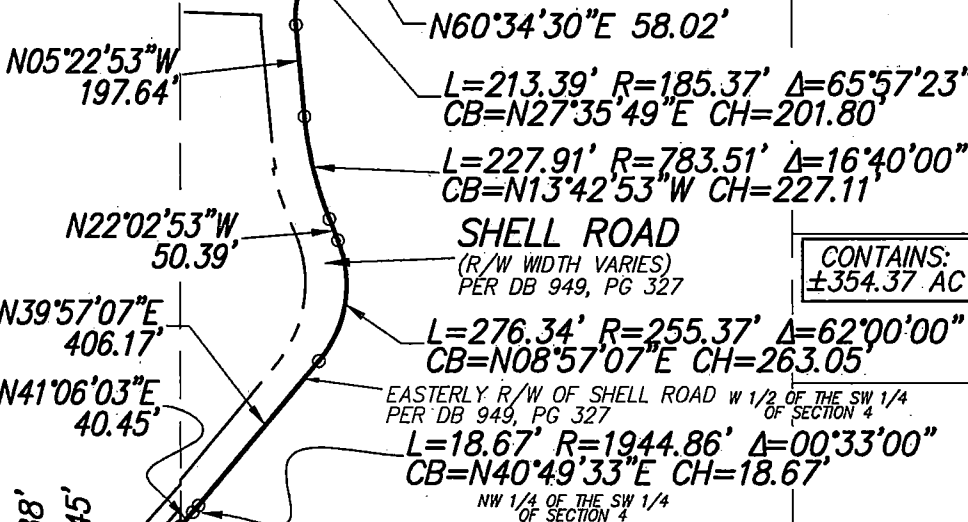 N60°34'30"E 58.02'
N05°22'53"W
197.64'
L=213.39' R=185.37' Δ=65°57'23"
CB=N27°35'49"E CH=201.80'
L=227.91' R=783.51' Δ=16°40'00"
CB=N13°42'53"W CH=227.11'
N22°02'53"W
50.39'
SHELL ROAD
(R/W WIDTH VARIES)
PER DB 949, PG 327
CONTAINS:
±354.37 AC
N39°57'07"E
406.17'
L=276.34' R=255.37' Δ=62°00'00"
CB=N08°57'07"E CH=263.05'
N41°06'03"E
40.45'
EASTERLY R/W OF SHELL ROAD
PER DB 949, PG 327
W 1/2 OF THE SW 1/4
OF SECTION 4
L=18.67' R=1944.86' Δ=00°33'00"
CB=N40°49'33"E CH=18.67'
NW 1/4 OF THE SW 1/4
OF SECTION 4